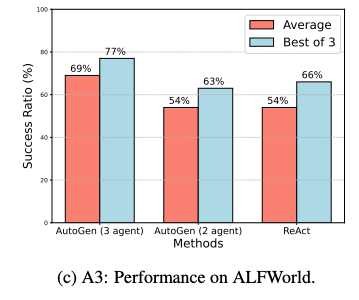 100
80
60
40
20
0
Success Ratio (%)
Average
Best of 3
69%
77%
54%
63%
54%
66%
AutoGen (3 agent)
AutoGen (2 agent)
ReAct
Methods
(c) A3: Performance on ALFWorld.